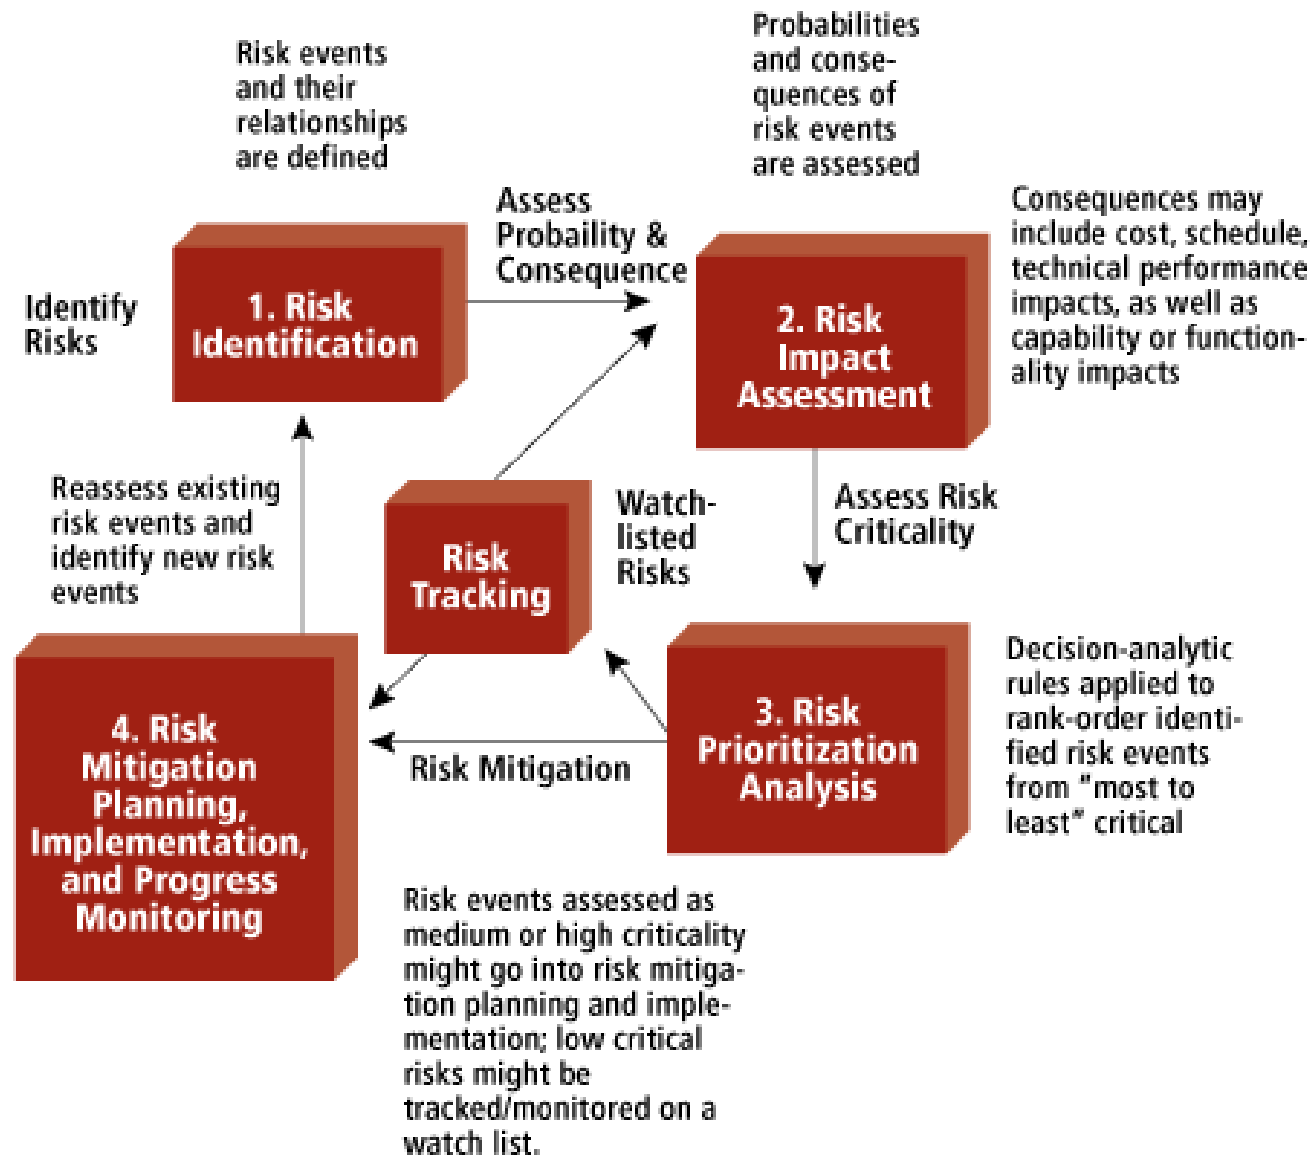 Risk events
and their
relationships
are defined
Probabilities
and conse-
quences of
risk events
are assessed
Assess
Probaility &
Consequence
Consequences may
include cost, schedule,
technical performance
impacts, as well as
capability or function-
ality impacts
Identify
Risks
1. Risk
Identification
2. Risk
Impact
Assessment
Reassess existing
risk events and
identify new risk
events
Risk
Tracking
Watch-
listed
Risks
Assess Risk
Criticality
4. Risk
Mitigation
Planning,
Implementation,
and Progress
Monitoring
Risk Mitigation
3. Risk
Prioritization
Analysis
Decision-analytic
rules applied to
rank-order identi-
fied risk events
from "most to
least" critical
Risk events assessed as
medium or high criticality
might go into risk mitiga-
tion planning and imple-
mentation; low critical
risks might be
tracked/monitored on a
watch list.